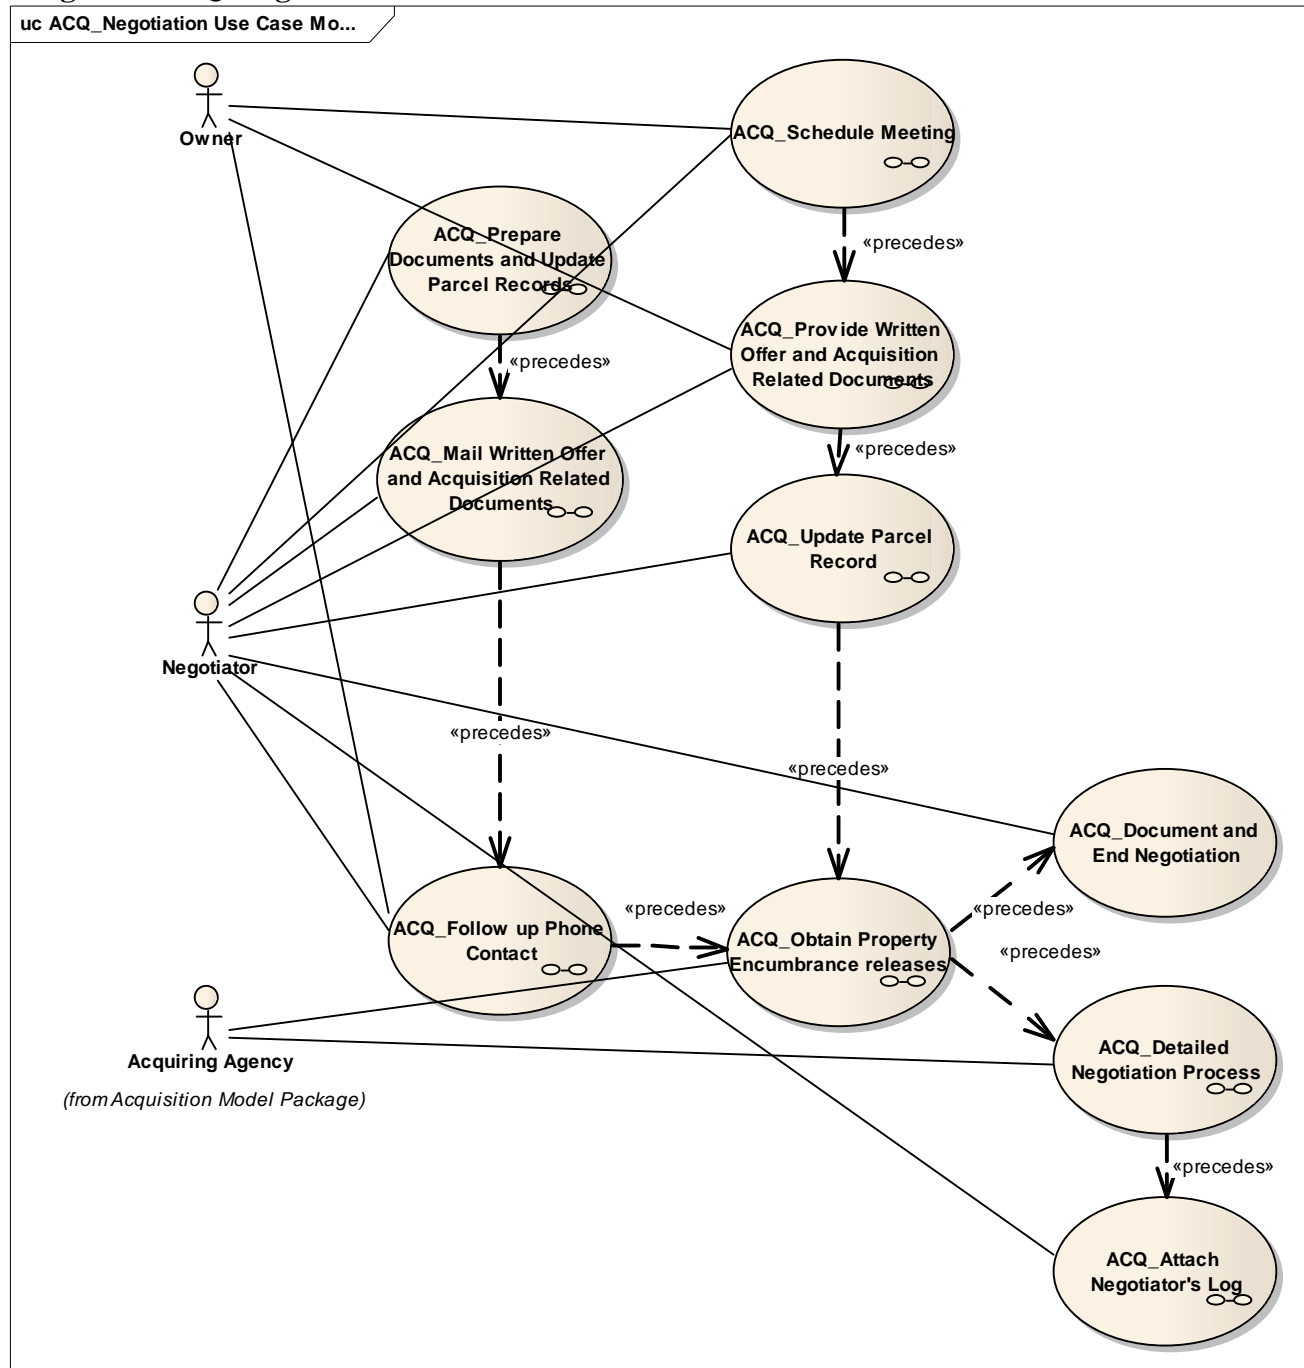 uc ACQ_Negotiation Use Case Mo...
Owner
ACQ_Schedule Meeting
«precedes»
ACQ_Prepare
Documents and Update
Parcel Records
«precedes»
ACQ_Provide Written
Offer and Acquisition
Related Documents
«precedes»
ACQ_Mail Written Offer
and Acquisition Related
Documents
ACQ_Update Parcel
Record
Negotiator
«precedes»
«precedes»
ACQ_Document and
End Negotiation
«precedes»
«precedes»
«precedes»
ACQ_Follow up Phone
Contact
ACQ_Obtain Property
Encumbrance releases
Acquiring Agency
(from Acquisition Model Package)
ACQ_Detailed
Negotiation Process
«precedes»
ACQ_Attach
Negotiator's Log